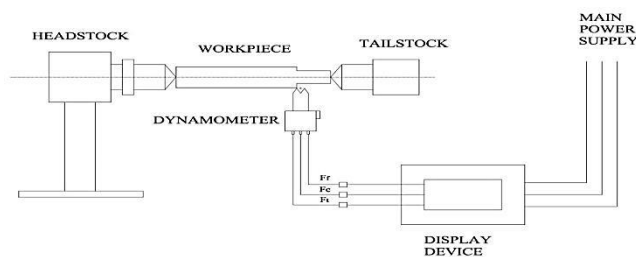 MAIN
POWER
SUPPLY
HEADSTOCK
WORKPIECE
TAILSTOCK
DYNAMOMETER
Fr
Fc
Ft
DISPLAY
DEVICE